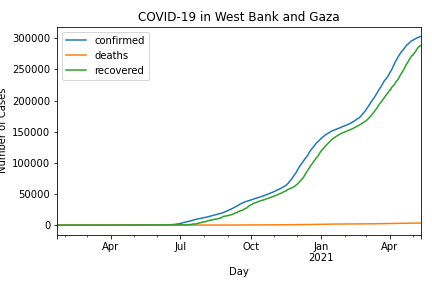 COVID-19 in West Bank and Gaza
confirmed
deaths
recovered
300000
250000
200000
150000
100000
50000
0
Number of Cases
Apr
Jul
Oct
Jan
2021
Apr
Day